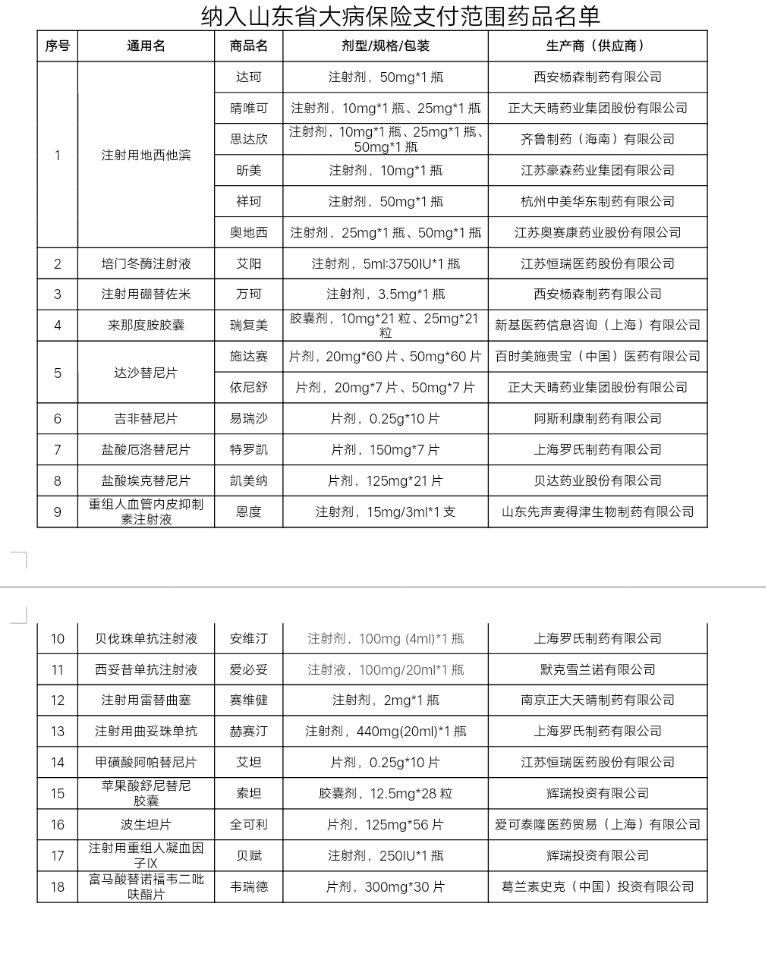 纳入山东省大病保险支付范围药品名单
序号 通用名 商品名 剂型/规格/包装 生产商（供应商）
1 注射用地西他滨 达珂 注射剂，50mg*1 瓶 西安杨森制药有限公司
晴唯可 注射剂，10mg*1 瓶、25mg*1 瓶 正大天晴药业集团股份有限公司
思达欣 注射剂，10mg*1 瓶、25mg*1 瓶、
50mg*1 瓶 齐鲁制药（海南）有限公司
昕美 注射剂，10mg*1 瓶 江苏豪森药业集团有限公司
祥珂 注射剂，50mg*1 瓶 杭州中美华东制药有限公司
奥地西 注射剂，25mg*1 瓶、50mg*1 瓶 江苏奥赛康药业股份有限公司
2 培门冬酶注射液 艾阳 注射剂，5ml:3750IU*1 瓶 江苏恒瑞医药股份有限公司
3 注射用硼替佐米 万珂 注射剂，3.5mg*1 瓶 西安杨森制药有限公司
4 来那度胺胶囊 瑞复美 胶囊剂，10mg*21 粒、25mg*21
粒 新基医药信息咨询（上海）有限公司
5 达沙替尼片 施达赛 片剂，20mg*60 片、50mg*60 片 百时美施贵宝（中国）医药有限公司
依尼舒 片剂，20mg*7 片、50mg*7 片 正大天晴药业集团股份有限公司
6 吉非替尼片 易瑞沙 片剂，0.25g*10 片 阿斯利康制药有限公司
7 盐酸厄洛替尼片 特罗凯 片剂，150mg*7 片 上海罗氏制药有限公司
8 盐酸埃克替尼片 凯美纳 片剂，125mg*21 片 贝达药业股份有限公司
9 重组人血管内皮抑制
素注射液 恩度 注射剂，15mg/3ml*1 支 山东先声麦得津生物制药有限公司
10 贝伐珠单抗注射液 安维汀 注射剂，100mg (4ml)*1 瓶 上海罗氏制药有限公司
11 西妥昔单抗注射液 爱必妥 注射液，100mg/20ml*1 瓶 默克雪兰诺有限公司
12 注射用雷替曲塞 赛维健 注射剂，2mg*1 瓶 南京正大天晴制药有限公司
13 注射用曲妥珠单抗 赫赛汀 注射剂，440mg(20ml)*1 瓶 上海罗氏制药有限公司
14 甲磺酸阿帕替尼片 艾坦 片剂，0.25g*10 片 江苏恒瑞医药股份有限公司
15 苹果酸舒尼替尼
胶囊 索坦 胶囊剂，12.5mg*28 粒 辉瑞投资有限公司
16 波生坦片 全可利 片剂，125mg*56 片 爱可泰隆医药贸易（上海）有限公司
17 注射用重组人凝血因
子IX 贝赋 注射剂，250IU*1 瓶 辉瑞投资有限公司
18 富马酸替诺福韦二吡
呋酯片 韦瑞德 片剂，300mg*30 片 葛兰素史克（中国）投资有限公司